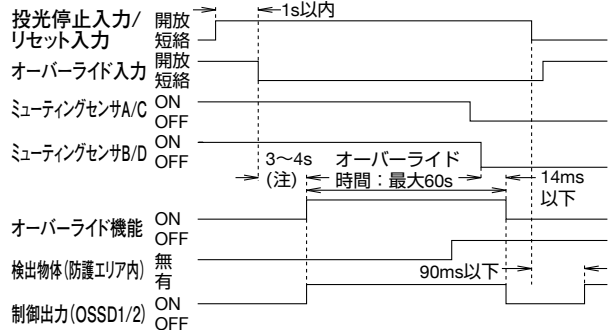 投光停止入力/
リセット入力
開放
短絡
1s以内
オーバーライド入力
開放
短絡
ミューティングセンサA/C
ON
OFF
ミューティングセンサB/D
ON
OFF
3〜4s
(注)
オーバーライド
時間：最大60s
14ms
以下
オーバーライド機能
ON
OFF
検出物体(防護エリア内)
無
有
90ms以下
制御出力(OSSD1/2)
ON
OFF